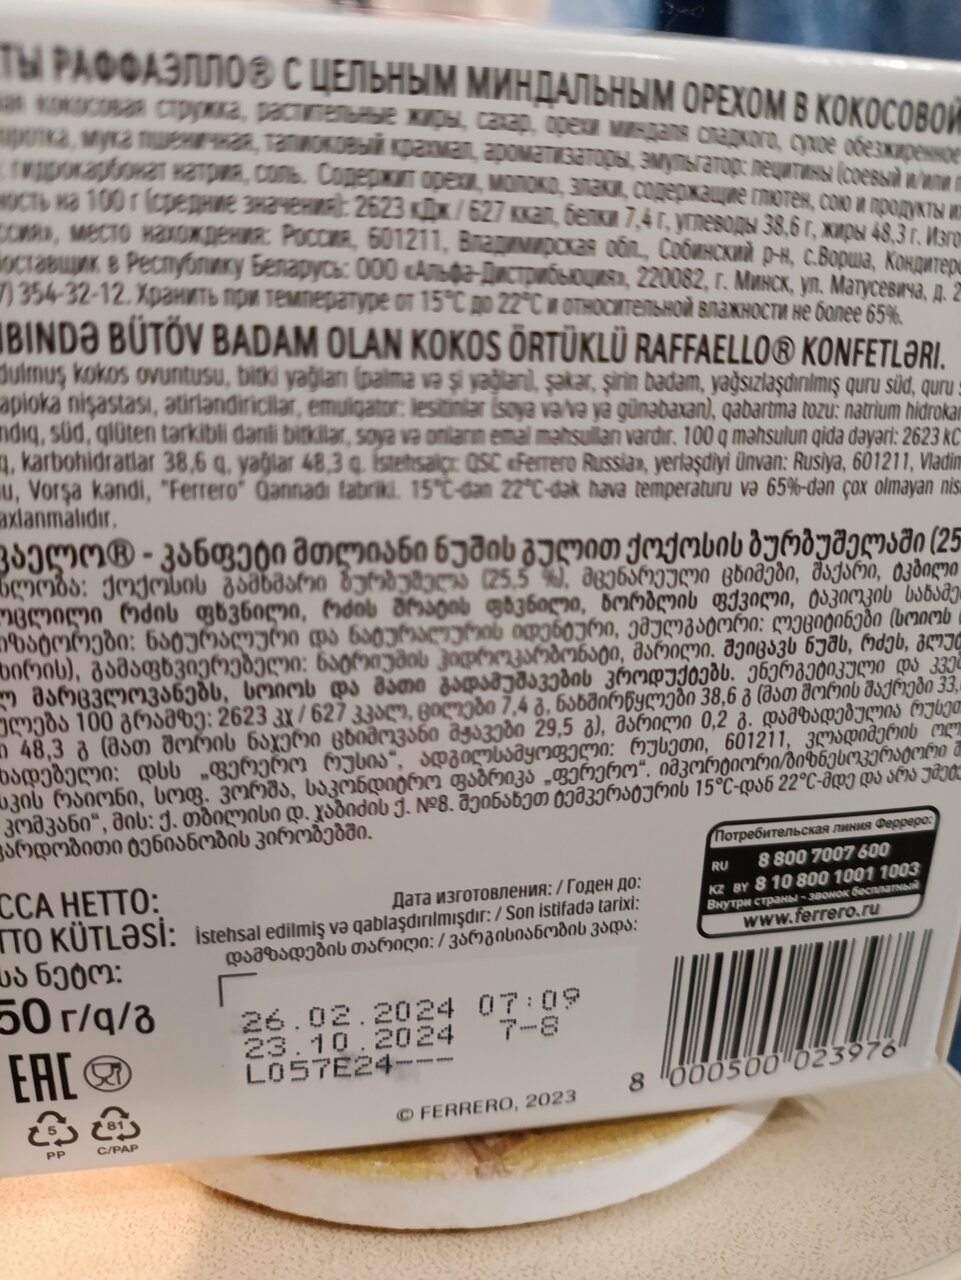 ТЫ РАФФАЭЛЛО® С ЦЕЛЬНЫМ МИНДАЛЬНЫМ ОРЕХОМ В КОКОСОВОЙ
кокосовая стружка, растительные жиры, сахар, орехи миндаля сладкого, сухое обезжиренное
мука пшеничная, тапиоковый крахмал, ароматизаторы, эмульгатор: лецитины (соевый и/или
гидрокарбонат натрия, соль. Содержит орехи, молоко, злаки, содержащие глютен, сою и продукты
на 100 г (средние значения): 2623 кДж / 627 ккал, белки 7,4 г, углеводы 38,6 г, жиры 48,3 г.
место нахождения: Россия, 601211, Владимирская обл., Собинский р-н, с.Ворша,
в Республику Беларусь: ООО «Альфа-Дистрибьюция», 220082, г. Минск, ул. Матусевича, д. 2
7) 354-32-12. Хранить при температуре от 15°C до 22°C и относительной влажности не более 65%.
BÜTÖV BADAM OLAN KOKOS ÖRTÜKLÜ RAFFAELLO® KONFETLƏRI.
kokos ovuntusu, bitki yağları (palma və şi yağları), şəkər, şirin badam, yağsızlaşdırılmış quru süd, quru
nişastası, ətirləndiricilər, emulqator: lesitinlər (soya və/və ya günəbaxan), qabartma tozu: natrium
süd, qlüten tərkibli dənli bitkilər, soya və onların emal məhsulları vardır. 100 q məhsulun qida dəyəri: 2623
karbohidratlar 38,6 q, yağlar 48,3 q. İstehsalçı: QSC «Ferrero Russia», yerləşdiyi ünvan: Rusiya, 601211,
Vorşa kəndi, "Ferrero" Qənnadı fabriki. 15°C-dən 22°C-dək hava temperaturu və 65%-dən çox olmayan
axlanmalıdır.
® - კანფეტი მთლიანი ნუშის გულით ქოქოსის ბურბუშელაში (25
ქოქოსის გამხმარი ბურბუშელა (25,5 %), მცენარეული ცხიმები, შაქარი, ტკბილი
რძის ფხვნილი, რძის შრატის ფხვნილი, ხორბლის ფქვილი, ტაპიოკის
ნატურალური და ნატურალურის იდენტური, ემულგატორი: ლეციტინები (სოიოს
გამაფხვიერებელი: ნატრიუმის ჰიდროკარბონატი, მარილი. შეიცავს ნუშს, რძეს,
მარცვლოვანებს, სოიოს და მათი გადამუშავების პროდუქტებს. ენერგეტიკული და
100 გრამზე: 2623 კჯ / 627 კკალ, ცილები 7,4 გ, ნახშირწყლები 38,6 გ (მათ შორის შაქრები
48,3 გ (მათ შორის ნაჯერი ცხიმოვანი მჟავები 29,5 გ), მარილი 0,2 გ. დამზადებულია
დსს „ფერერო რუსია“, ადგილსამყოფელი: რუსეთი, 601211, ვლადიმერის
რაიონი, სოფ. ვორშა, საკონდიტრო ფაბრიკა „ფერერო“. იმპორტიორი/ბიზნესოპერატორი
კომპანი“, მის: ქ. თბილისი დ. ჯაბიძის ქ. №8. შეინახეთ ტემპერატურის 15°C-დან 22°C-მდე და არა
ტენიანობის პირობებში.
Потребительская линия Ферреро:
RU 8 800 7007 600
KZ BY 8 10 800 1001 1003
Внутри страны - звонок бесплатный
www.ferrero.ru
ССА НЕТТО:
ТТО KÜTLƏSİ:
ნეტო:
50 г/q/გ
Дата изготовления: / Годен до:
İstehsal edilmiş və qablaşdırılmışdır: / Son istifadə tarixi:
დამზადების თარიღი: / ვარგისიანობის ვადა:
26.02.2024 07:09
23.10.2024 7-8
L057E24---
© FERRERO, 2023
EAC
5
PP
81
C/PAP
8 000500 023976